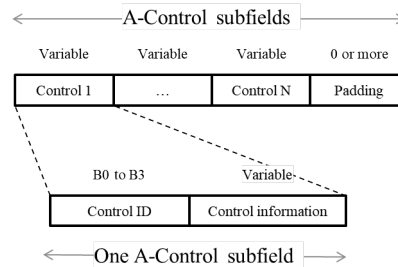 A-Control subfields
Variable Variable Variable 0 or more
Control 1 … Control N Padding
B0 to B3 Variable
Control ID Control information
One A-Control subfield